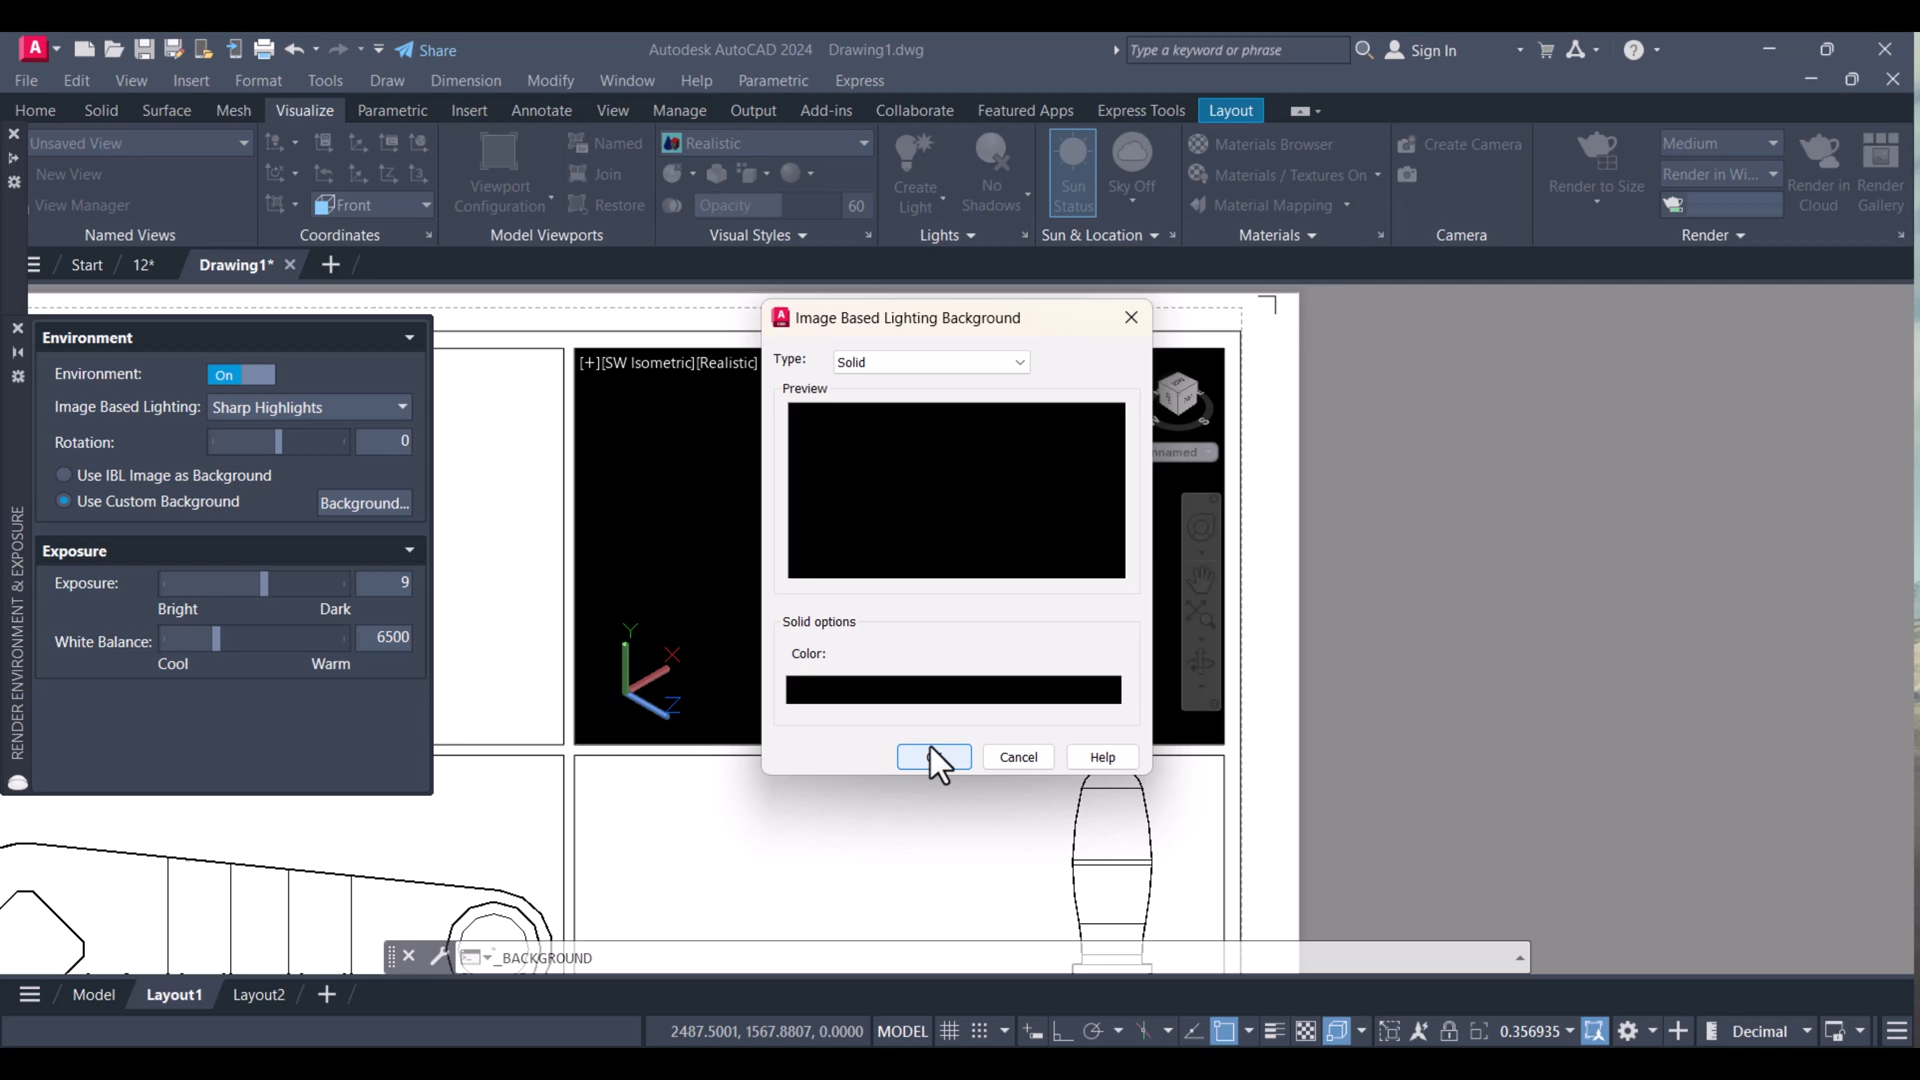 Share
Autodesk AutoCAD 2024 Drawing1.dwg
Type a keyword or phrase
Sign In
File Edit View Insert Format Tools Draw Dimension Modify Window Help Parametric Express
Home Solid Surface Mesh Visualize Parametric Insert Annotate View Manage Output Add-ins Collaborate Featured Apps Express Tools Layout
Unsaved View
New View
View Manager
Named Views
Front
Coordinates
Viewport
Configuration
Named
Join
Restore
Model Viewports
Realistic
Opacity 60
Visual Styles
Create
Light
No
Shadows
Lights
Sun
Status
Sky Off
Sun & Location
Materials Browser
Materials / Textures On
Material Mapping
Materials
Create Camera
Camera
Render to Size
Medium
Render in Wi...
Render in
Cloud
Render
Gallery
Render
Start 12* Drawing1*
Environment
Environment: On
Image Based Lighting: Sharp Highlights
Rotation: 0
Use IBL Image as Background
Use Custom Background Background...
Exposure
Exposure: 9
Bright Dark
White Balance: 6500
Cool Warm
RENDER ENVIRONMENT & EXPOSURE
[+][SW Isometric][Realistic]
Y
X
Z
Image Based Lighting Background
Type: Solid
Preview
Solid options
Color:
Cancel Help
nnamed
S
_BACKGROUND
Model Layout1 Layout2
2487.5001, 1567.8807, 0.0000 MODEL 0.356935 Decimal